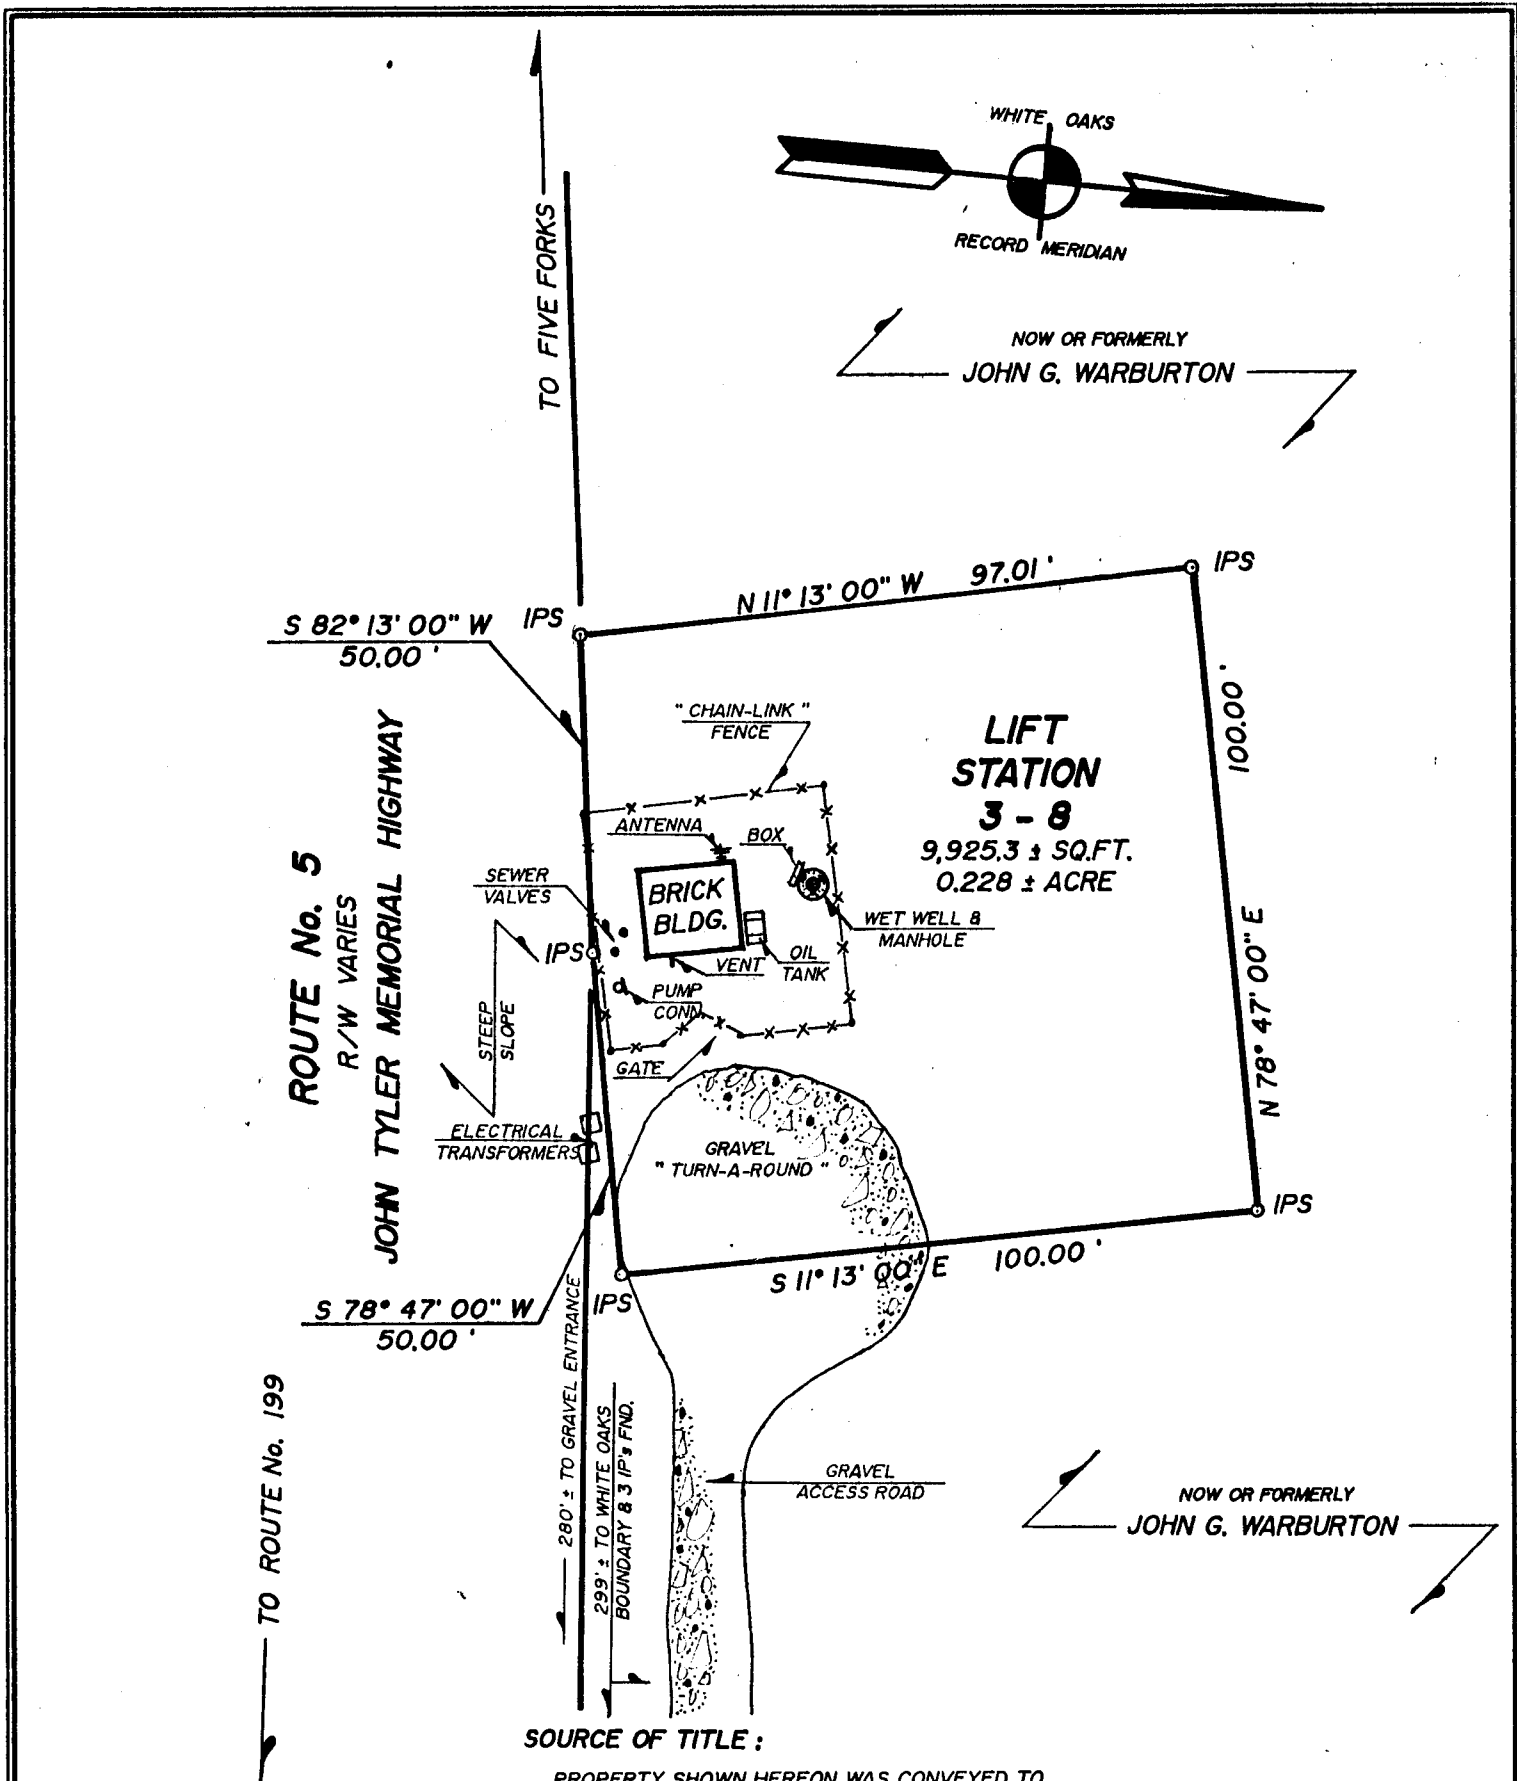 WHITE OAKS
RECORD MERIDIAN
TO FIVE FORKS
NOW OR FORMERLY
JOHN G. WARBURTON
N 11° 13' 00" W 97.01 '
IPS
IPS
S 82° 13' 00" W
50.00 '
100.00 '
N 78° 47' 00" E
LIFT
STATION
3 - 8
9,925.3 ± SQ.FT.
0.228 ± ACRE
" CHAIN-LINK "
FENCE
ANTENNA
BOX
BRICK
BLDG.
SEWER
VALVES
WET WELL &
MANHOLE
OIL
TANK
VENT
IPS
PUMP
CONN.
GATE
STEEP
SLOPE
ROUTE No. 5
R/W VARIES
JOHN TYLER MEMORIAL HIGHWAY
ELECTRICAL
TRANSFORMERS
GRAVEL
" TURN-A-ROUND "
IPS
S 11° 13' 00" E 100.00 '
IPS
S 78° 47' 00" W
50.00 '
280' ± TO GRAVEL ENTRANCE
299' ± TO WHITE OAKS
BOUNDARY & 3 IP's FND.
TO ROUTE No. 199
GRAVEL
ACCESS ROAD
NOW OR FORMERLY
JOHN G. WARBURTON
SOURCE OF TITLE :
PROPERTY SHOWN HEREON WAS CONVEYED TO